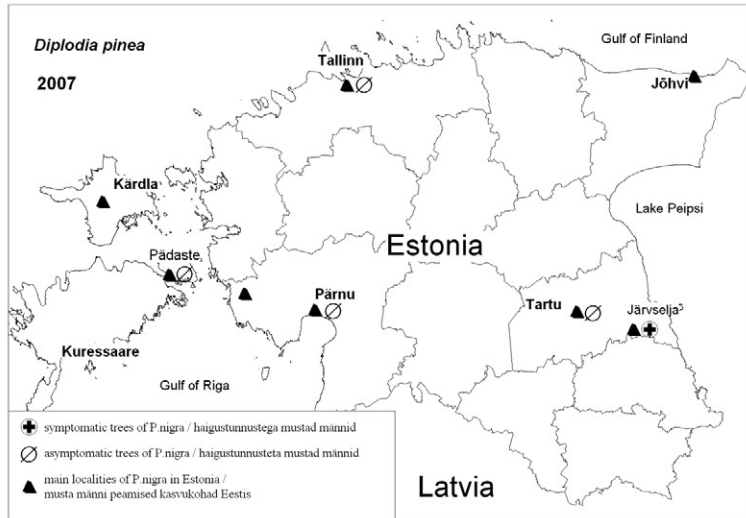 Diplodia pinea
2007
Gulf of Finland
Tallinn
Jõhvi
Kärdla
Lake Peipsi
Estonia
Pädaste
Pärnu
Tartu
Järvselja
Kuressaare
Gulf of Riga
symptomatic trees of P.nigra / haigustunnustega mustad männid
asymptomatic trees of P.nigra / haigustunnusteta mustad männid
main localities of P.nigra in Estonia /
musta männi peamised kasvukohad Eestis
Latvia